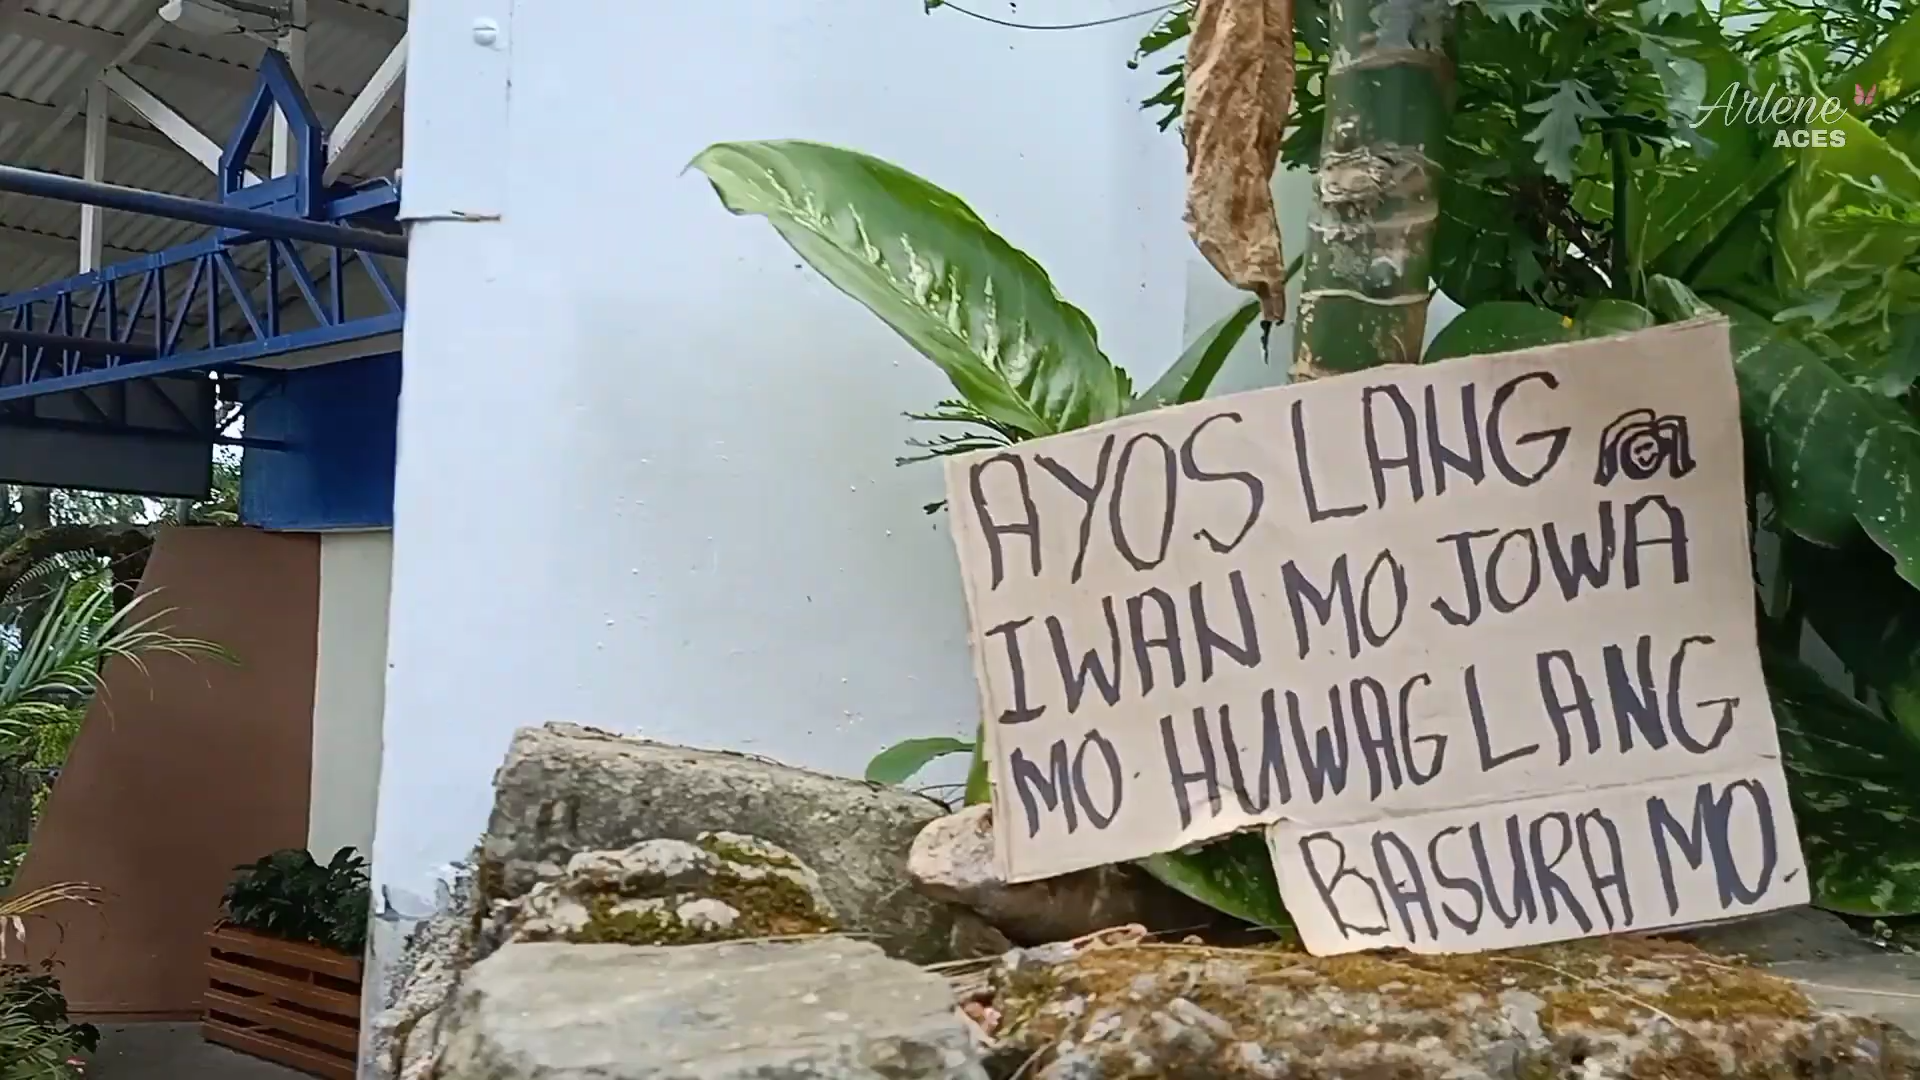 Arlene
ACES
AYOS LANG
IWAN MO JOWA
MO HUWAG LANG
BASURA MO.